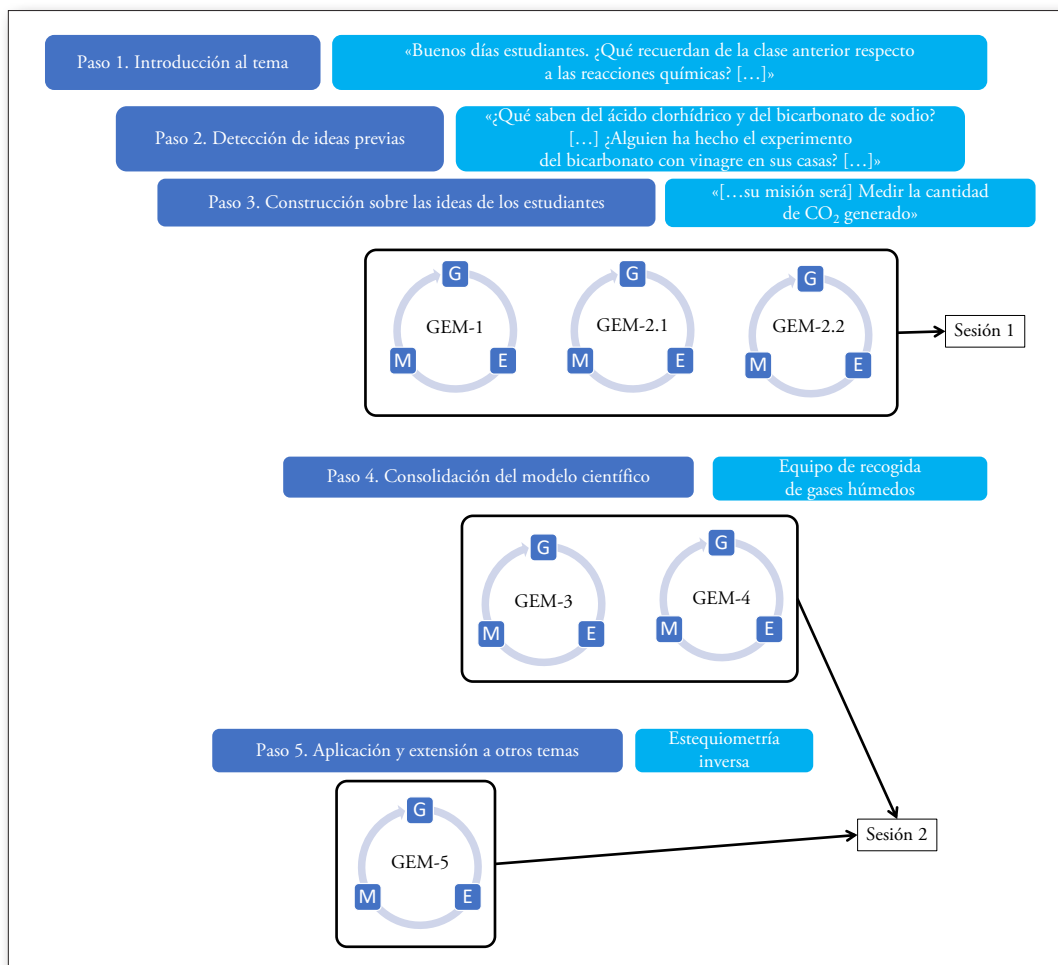 Paso 1. Introducción al tema
«Buenos días estudiantes. ¿Qué recuerdan de la clase anterior respecto
a las reacciones químicas? […]»
Paso 2. Detección de ideas previas
«¿Qué saben del ácido clorhídrico y del bicarbonato de sodio?
[…] ¿Alguien ha hecho el experimento
del bicarbonato con vinagre en sus casas? […]»
Paso 3. Construcción sobre las ideas de los estudiantes
«[…su misión será] Medir la cantidad
de CO₂ generado»
G
GEM-1
M
E
G
GEM-2.1
M
E
G
GEM-2.2
M
E
Sesión 1
Paso 4. Consolidación del modelo científico
Equipo de recogida
de gases húmedos
G
GEM-3
M
E
G
GEM-4
M
E
Paso 5. Aplicación y extensión a otros temas
Estequiometría
inversa
G
GEM-5
M
E
Sesión 2